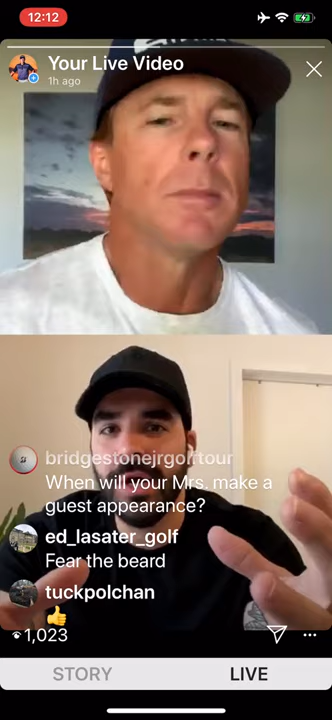 12:12
Your Live Video
1h ago
bridgestonejrgolftour
When will your Mrs. make a
guest appearance?
ed_lasater_golf
Fear the beard
tuckpolchan
👍
1,023
STORY
LIVE